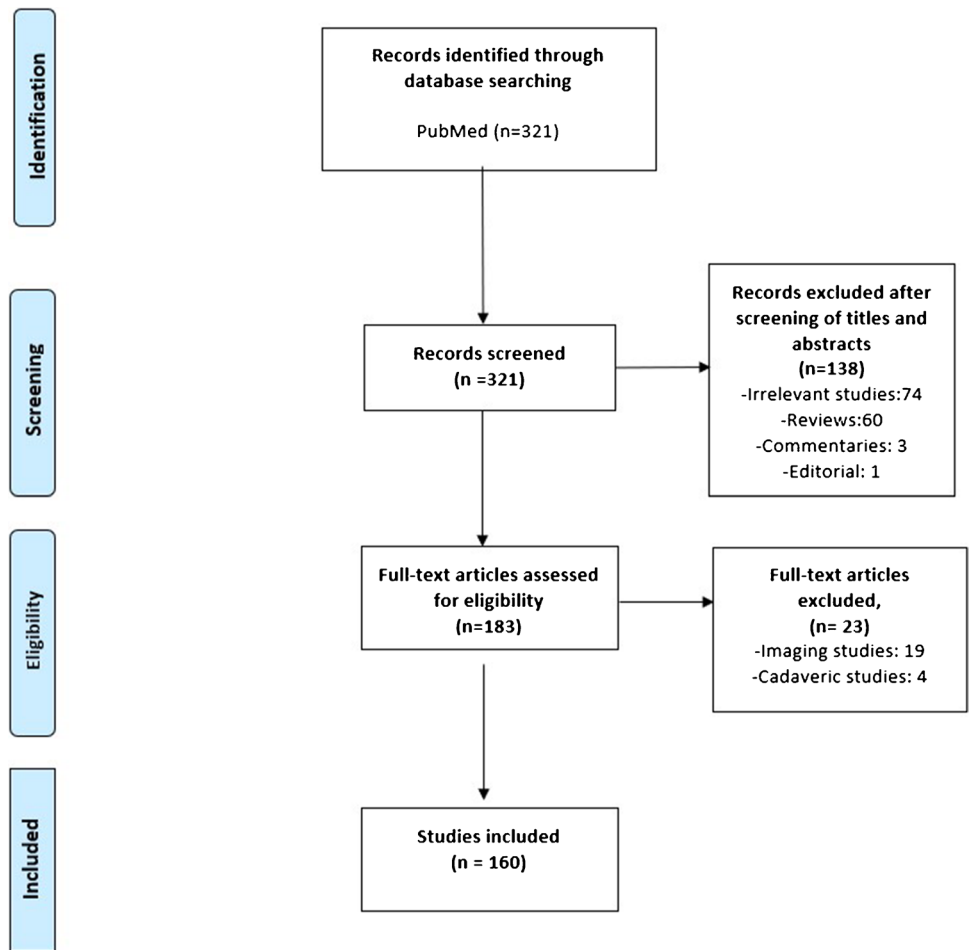 Identification
Records identified through
database searching
PubMed (n=321)
Screening
Records screened
(n =321)
Records excluded after
screening of titles and
abstracts
(n=138)
-Irrelevant studies:74
-Reviews:60
-Commentaries: 3
-Editorial: 1
Eligibility
Full-text articles assessed
for eligibility
(n=183)
Full-text articles
excluded,
(n= 23)
-Imaging studies: 19
-Cadaveric studies: 4
Included
Studies included
(n = 160)